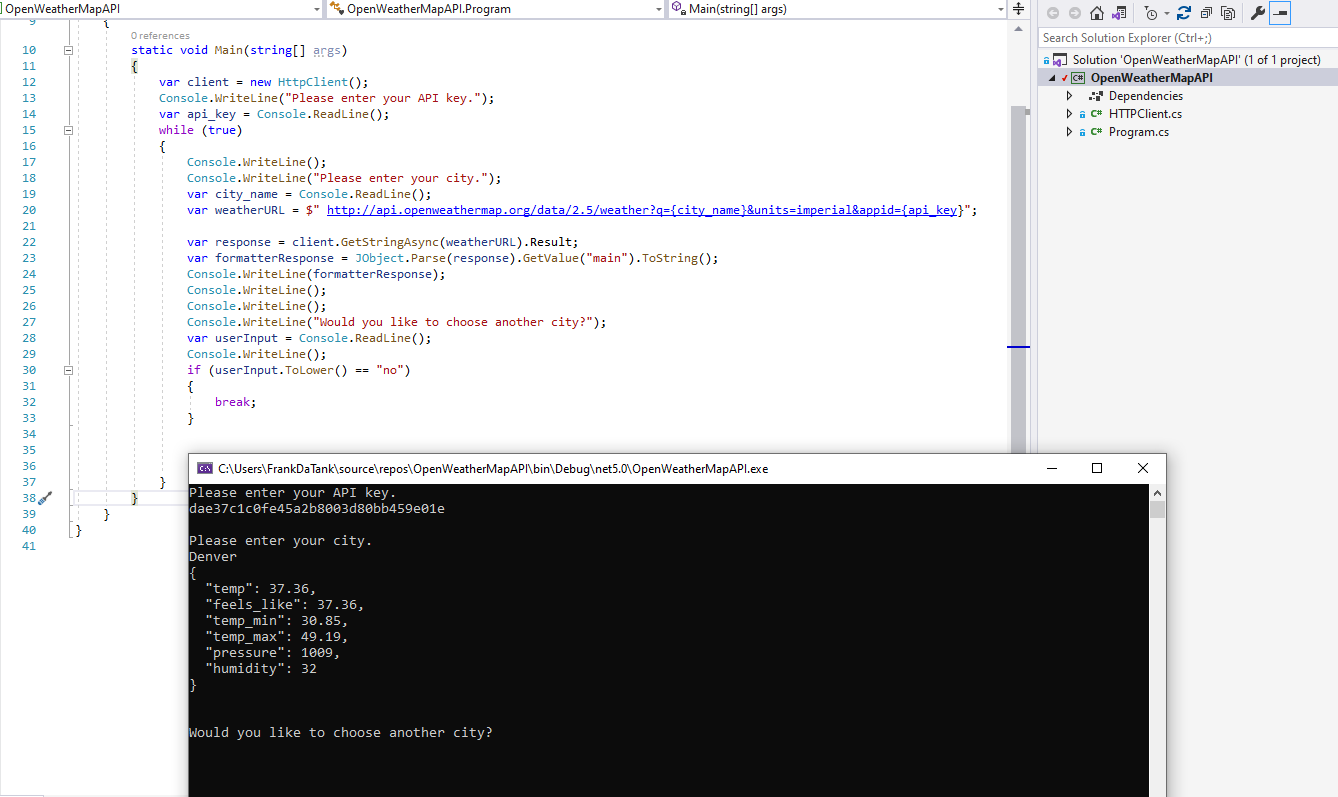 OpenWeatherMapAPI
OpenWeatherMapAPI.Program
Main(string[] args)
9 {
0 references
10 static void Main(string[] args)
11 {
12 var client = new HttpClient();
13 Console.WriteLine("Please enter your API key.");
14 var api_key = Console.ReadLine();
15 while (true)
16 {
17 Console.WriteLine();
18 Console.WriteLine("Please enter your city.");
19 var city_name = Console.ReadLine();
20 var weatherURL = $" http://api.openweathermap.org/data/2.5/weather?q={city_name}&units=imperial&appid={api_key}";
21
22 var response = client.GetStringAsync(weatherURL).Result;
23 var formatterResponse = JObject.Parse(response).GetValue("main").ToString();
24 Console.WriteLine(formatterResponse);
25 Console.WriteLine();
26 Console.WriteLine();
27 Console.WriteLine("Would you like to choose another city?");
28 var userInput = Console.ReadLine();
29 Console.WriteLine();
30 if (userInput.ToLower() == "no")
31 {
32 break;
33 }
34
35
36
37 }
38 }
39 }
40 }
41
C:\Users\FrankDaTank\source\repos\OpenWeatherMapAPI\bin\Debug\net5.0\OpenWeatherMapAPI.exe
Please enter your API key.
dae37c1c0fe45a2b8003d80bb459e01e
Please enter your city.
Denver
{
"temp": 37.36,
"feels_like": 37.36,
"temp_min": 30.85,
"temp_max": 49.19,
"pressure": 1009,
"humidity": 32
}
Would you like to choose another city?
Search Solution Explorer (Ctrl+;)
Solution 'OpenWeatherMapAPI' (1 of 1 project)
C# OpenWeatherMapAPI
Dependencies
C# HTTPClient.cs
C# Program.cs